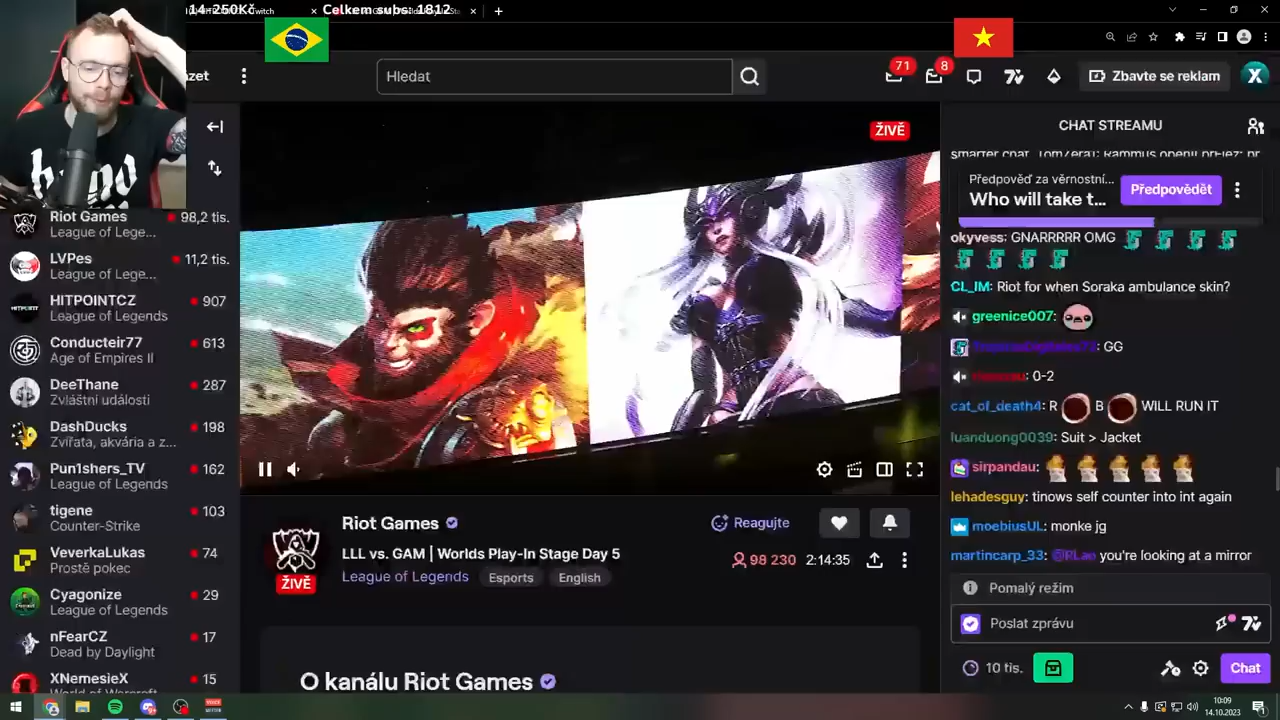 14 250Kč
Celkem subs: 1812
71
8
Hledat
Zbavte se reklam
X
ŽIVĚ
CHAT STREAMU
Předpověď za věrnostní...
Who will take t...
Předpovědět
Riot Games
98,2 tis.
League of Lege...
LVPes
11,2 tis.
League of Lege...
HITPOINTCZ
907
League of Legends
Conducteir77
613
Age of Empires II
DeeThane
287
Zvláštní události
DashDucks
198
Zvířata, akvária a z...
Pun1shers_TV
162
League of Legends
tigene
103
Counter-Strike
VeverkaLukas
74
Prostě pokec
Cyagonize
29
League of Legends
nFearCZ
17
Dead by Daylight
XNemesieX
15
okyvess: GNARRRRR OMG
CL_IM: Riot for when Soraka ambulance skin?
greenice007:
: GG
: 0-2
cat_of_death4: R B WILL RUN IT
luanduong0039: Suit > Jacket
sirpandau:
lehadesguy: tinows self counter into int again
moebiusUL: monke jg
martincarp_33: @RLao you're looking at a mirror
Riot Games
Reagujte
LLL vs. GAM | Worlds Play-In Stage Day 5
98 230
2:14:35
ŽIVĚ
League of Legends
Esports
English
O kanálu Riot Games
Pomalý režim
Poslat zprávu
10 tis.
Chat
10:09
14.10.2023